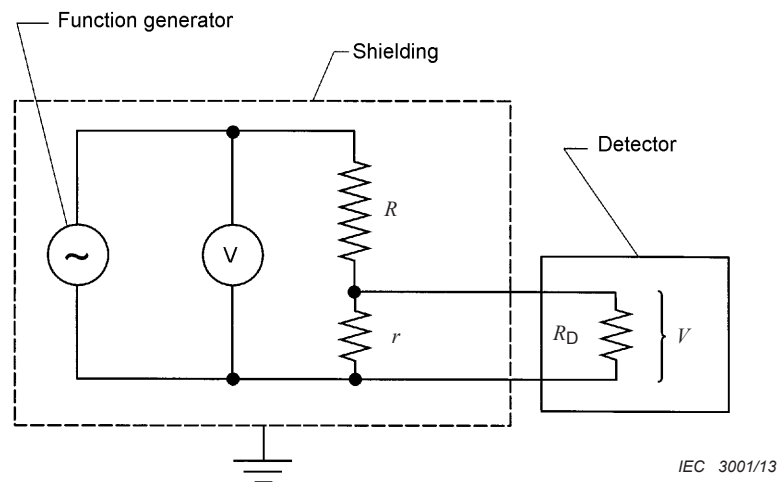 Function generator
Shielding
Detector
R
~
V
r
RD
V
IEC 3001/13